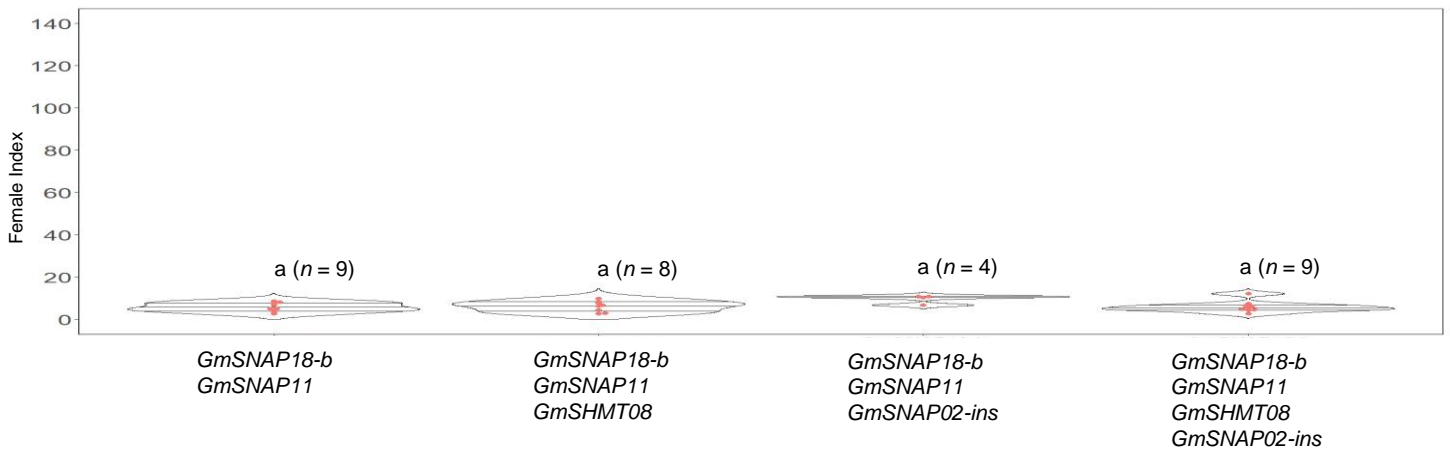 140
120
100
80
60
40
20
0
Female Index
a (n = 9)
a (n = 8)
a (n = 4)
a (n = 9)
GmSNAP18-b
GmSNAP11
GmSNAP18-b
GmSNAP11
GmSHMT08
GmSNAP18-b
GmSNAP11
GmSNAP02-ins
GmSNAP18-b
GmSNAP11
GmSHMT08
GmSNAP02-ins